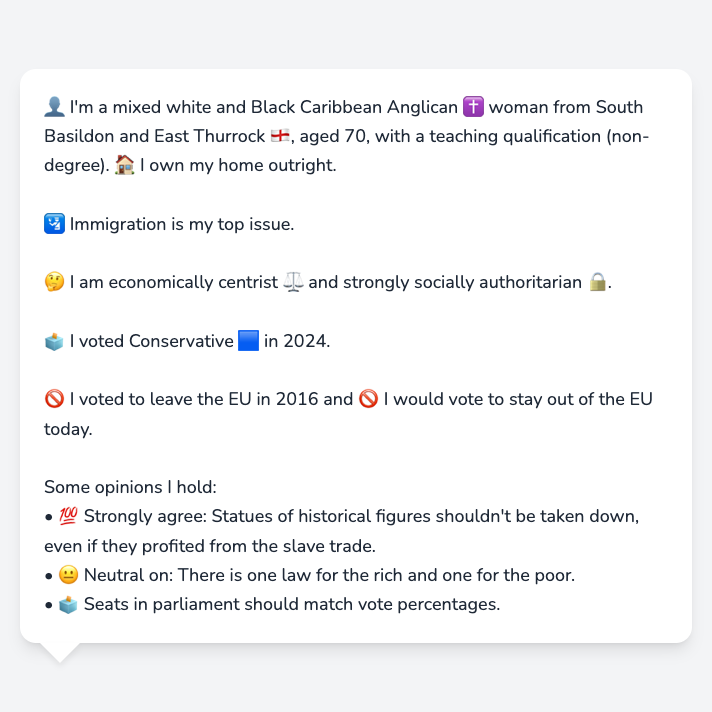 👤 I'm a mixed white and Black Caribbean Anglican ✝️ woman from South
Basildon and East Thurrock 🏴󠁧󠁢󠁥󠁮󠁧󠁿, aged 70, with a teaching qualification (non-
degree). 🏠 I own my home outright.
🛂 Immigration is my top issue.
🤔 I am economically centrist ⚖️ and strongly socially authoritarian 🔒.
🗳️ I voted Conservative 🟦 in 2024.
🚫 I voted to leave the EU in 2016 and 🚫 I would vote to stay out of the EU
today.
Some opinions I hold:
• 💯 Strongly agree: Statues of historical figures shouldn't be taken down,
even if they profited from the slave trade.
• 😐 Neutral on: There is one law for the rich and one for the poor.
• 🗳️ Seats in parliament should match vote percentages.